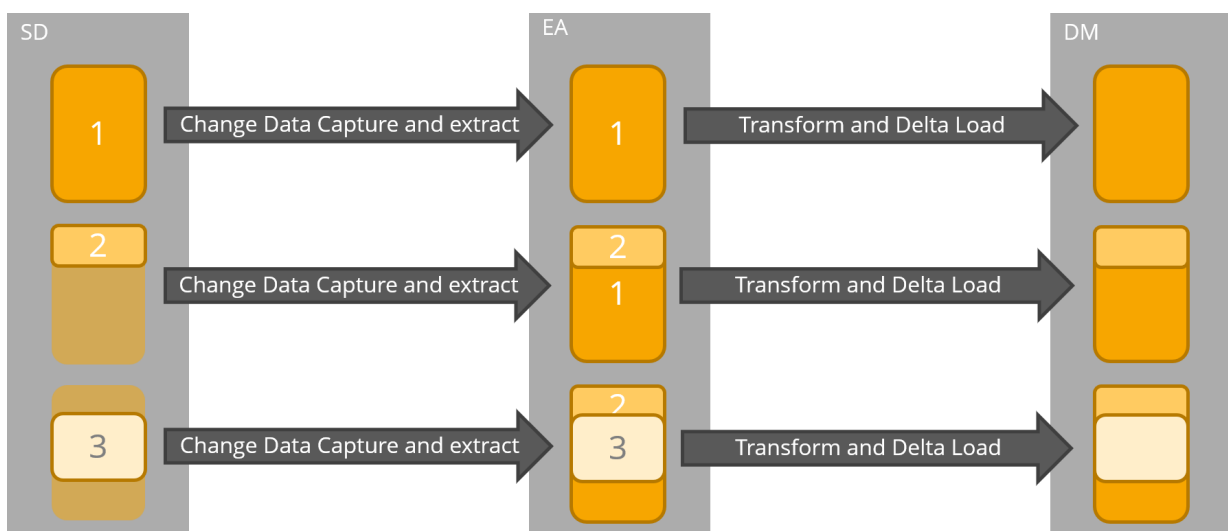 SD
EA
DM
1
Change Data Capture and extract
1
Transform and Delta Load
2
Change Data Capture and extract
2
1
Transform and Delta Load
3
Change Data Capture and extract
2
3
Transform and Delta Load